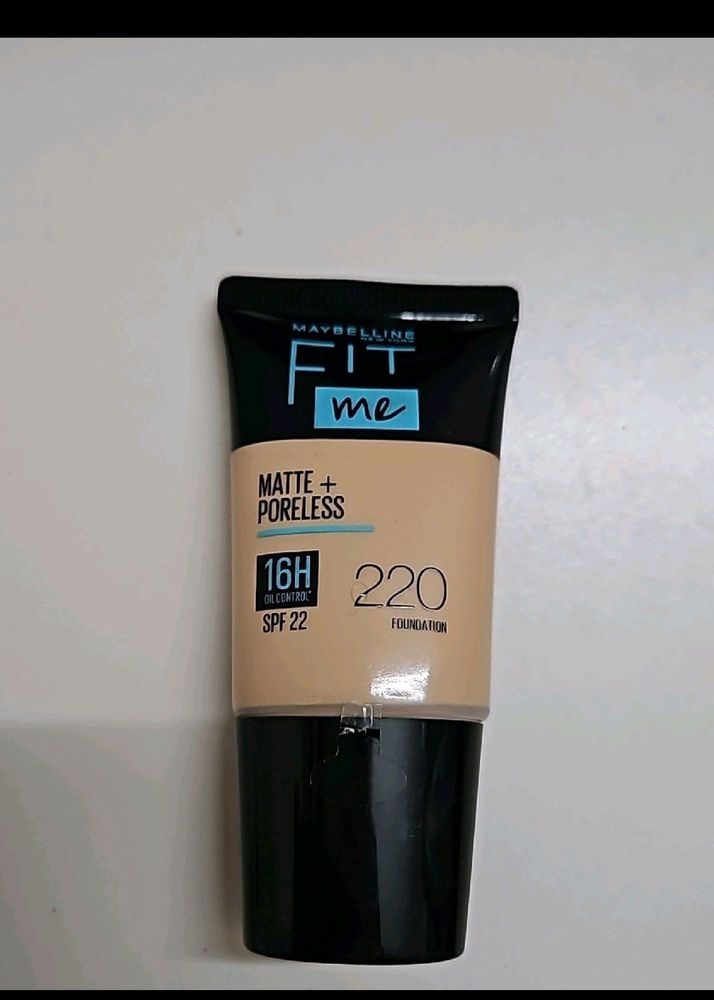 MAYBELLINE
NEW YORK
FIT
me
MATTE +
PORELESS
16H
OIL CONTROL*
SPF 22
220
FOUNDATION